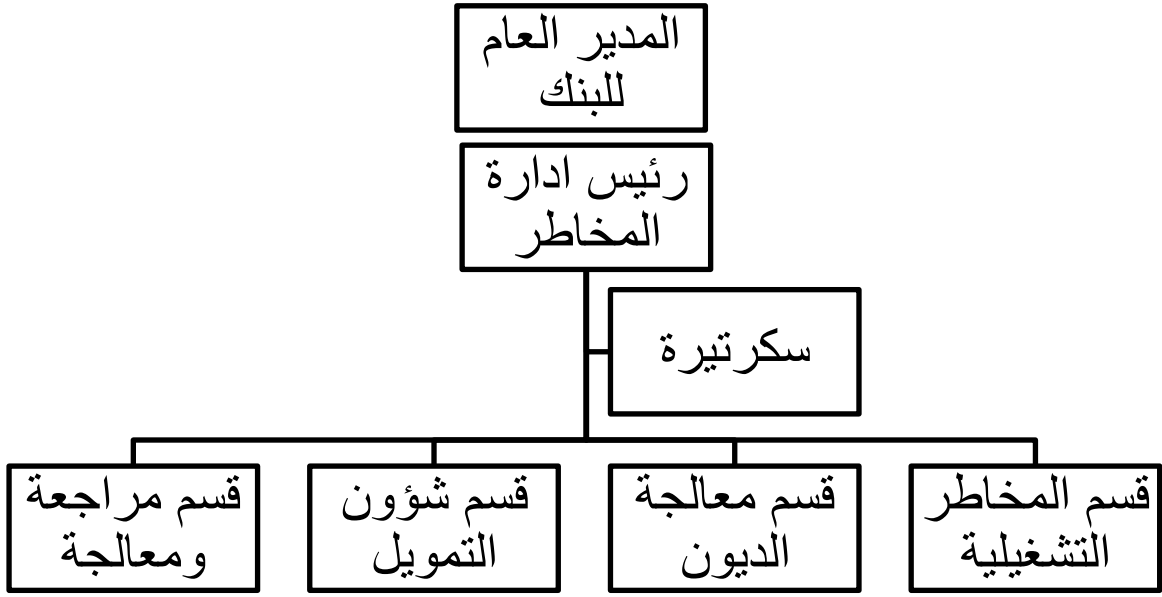 المدير العام
للبنك
رئيس ادارة
المخاطر
سكرتيرة
قسم المخاطر
التشغيلية
قسم معالجة
الديون
قسم شؤون
التمويل
قسم مراجعة
ومعالجة